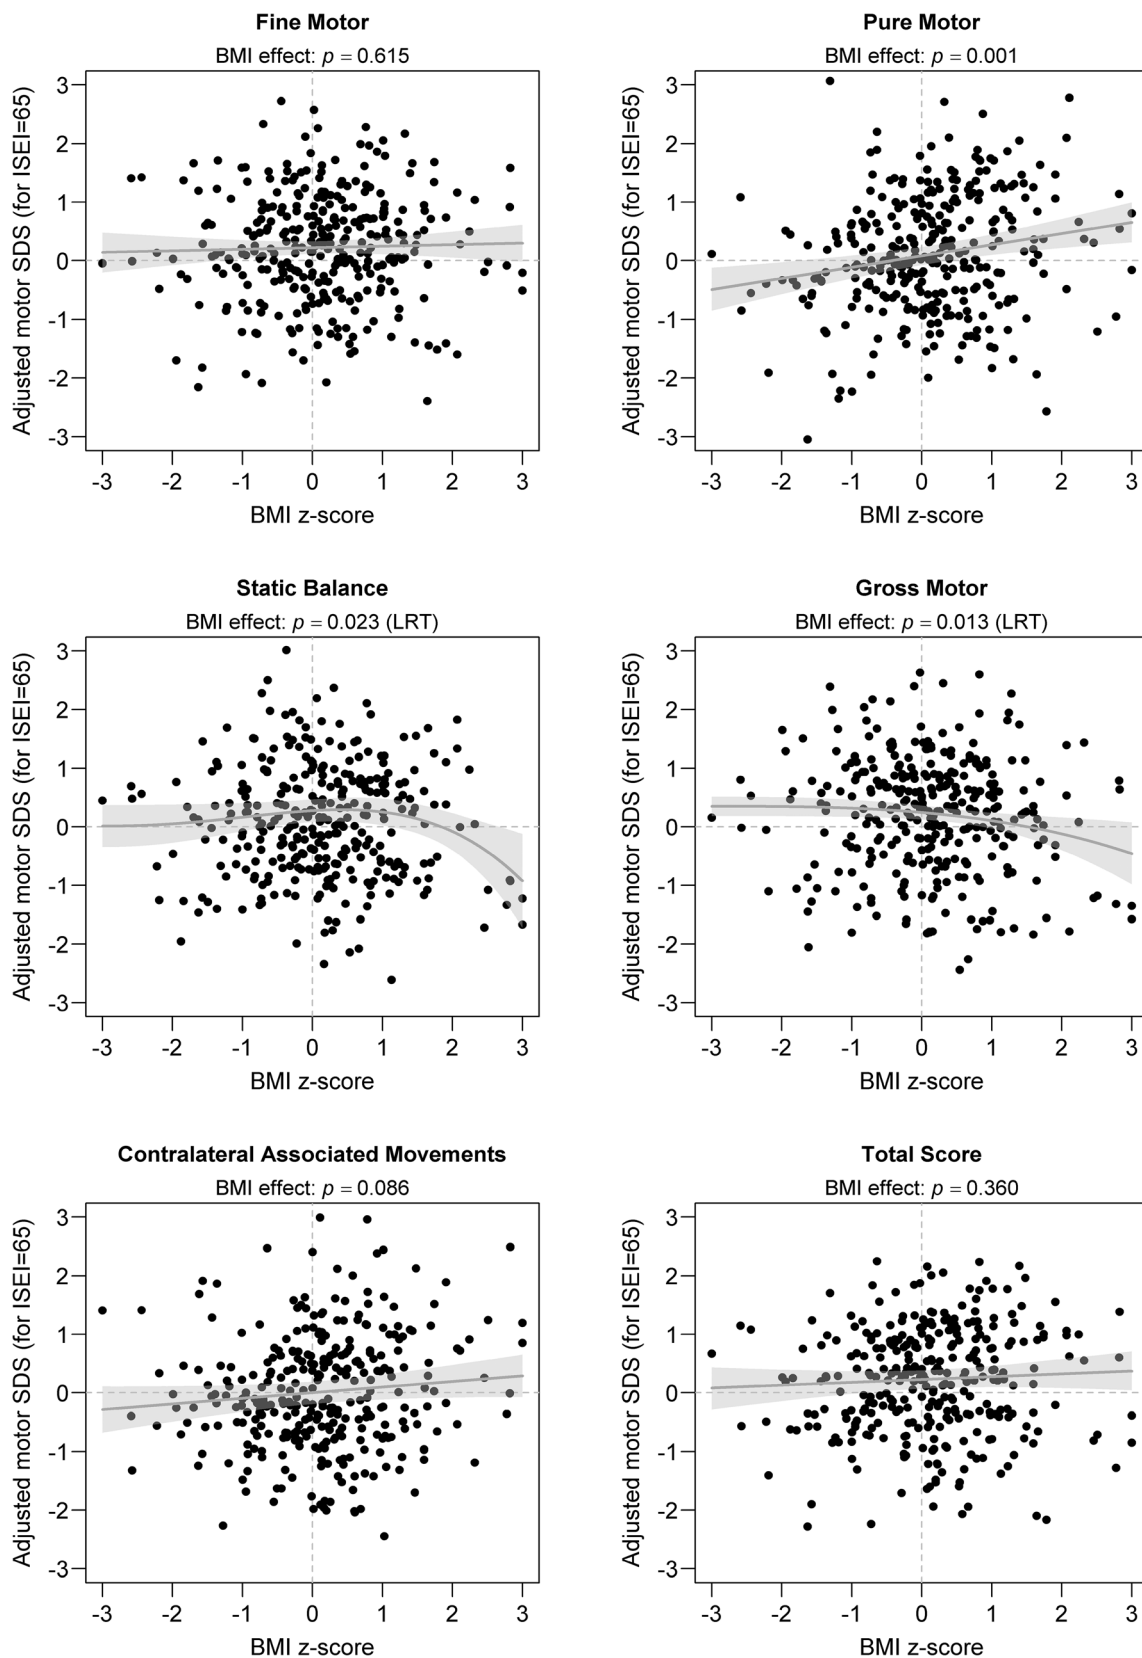 Fine Motor
BMI effect: p = 0.615
Adjusted motor SDS (for ISEI=65)
3
2
1
0
-1
-2
-3
-3 -2 -1 0 1 2 3
BMI z-score
Pure Motor
BMI effect: p = 0.001
Adjusted motor SDS (for ISEI=65)
3
2
1
0
-1
-2
-3
-3 -2 -1 0 1 2 3
BMI z-score
Static Balance
BMI effect: p = 0.023 (LRT)
Adjusted motor SDS (for ISEI=65)
3
2
1
0
-1
-2
-3
-3 -2 -1 0 1 2 3
BMI z-score
Gross Motor
BMI effect: p = 0.013 (LRT)
Adjusted motor SDS (for ISEI=65)
3
2
1
0
-1
-2
-3
-3 -2 -1 0 1 2 3
BMI z-score
Contralateral Associated Movements
BMI effect: p = 0.086
Adjusted motor SDS (for ISEI=65)
3
2
1
0
-1
-2
-3
-3 -2 -1 0 1 2 3
BMI z-score
Total Score
BMI effect: p = 0.360
Adjusted motor SDS (for ISEI=65)
3
2
1
0
-1
-2
-3
-3 -2 -1 0 1 2 3
BMI z-score